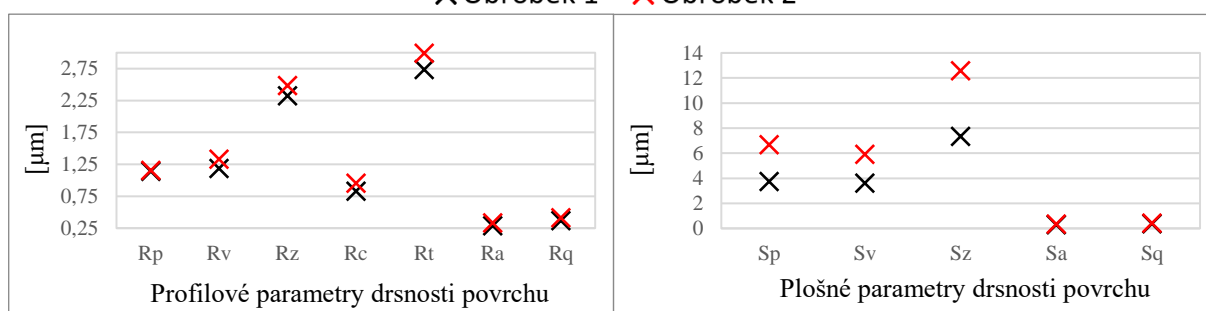 Obrobek 1 Obrobek 2
[µm]
2,75
2,25
1,75
1,25
0,75
0,25
Rp Rv Rz Rc Rt Ra Rq
Profilové parametry drsnosti povrchu
[µm]
14
12
10
8
6
4
2
0
Sp Sv Sz Sa Sq
Plošné parametry drsnosti povrchu